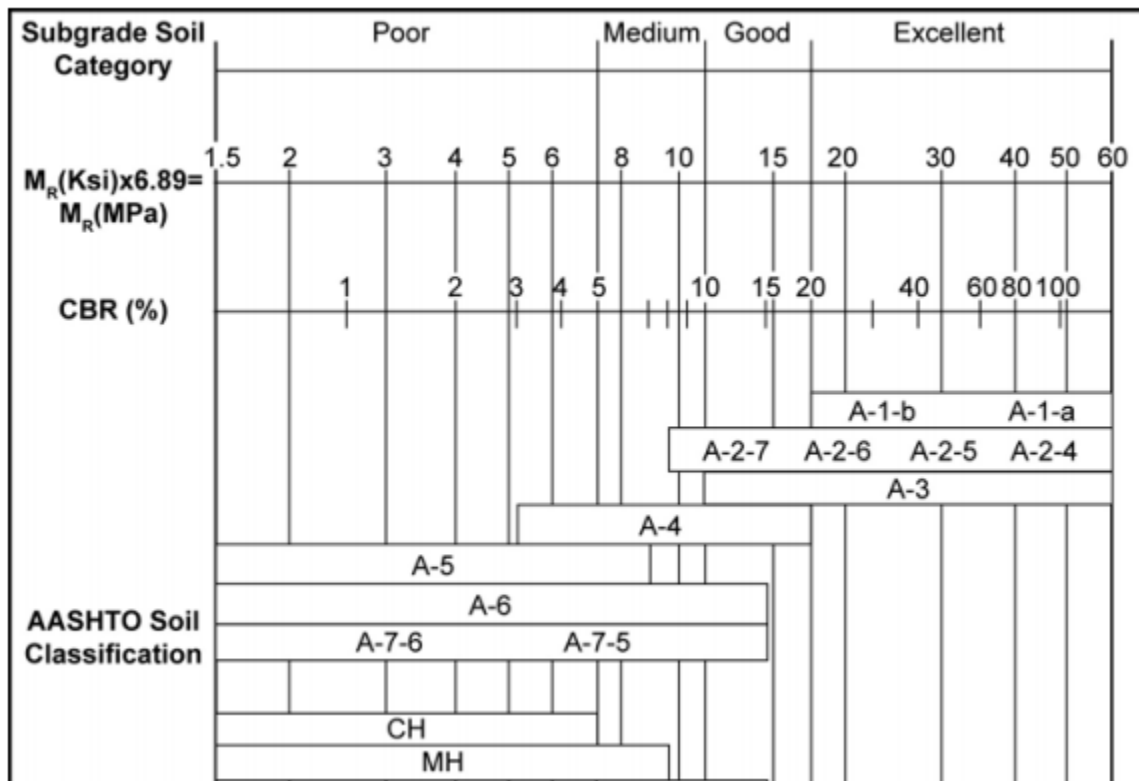 Subgrade Soil
Category
Poor Medium Good Excellent
1.5 2 3 4 5 6 8 10 15 20 30 40 50 60
M_R(Ksi)x6.89=
M_R(MPa)
1 2 3 4 5 10 15 20 40 60 80 100
CBR (%)
A-1-b A-1-a
A-2-7 A-2-6 A-2-5 A-2-4
A-3
A-4
A-5
A-6
AASHTO Soil
Classification
A-7-6 A-7-5
CH
MH